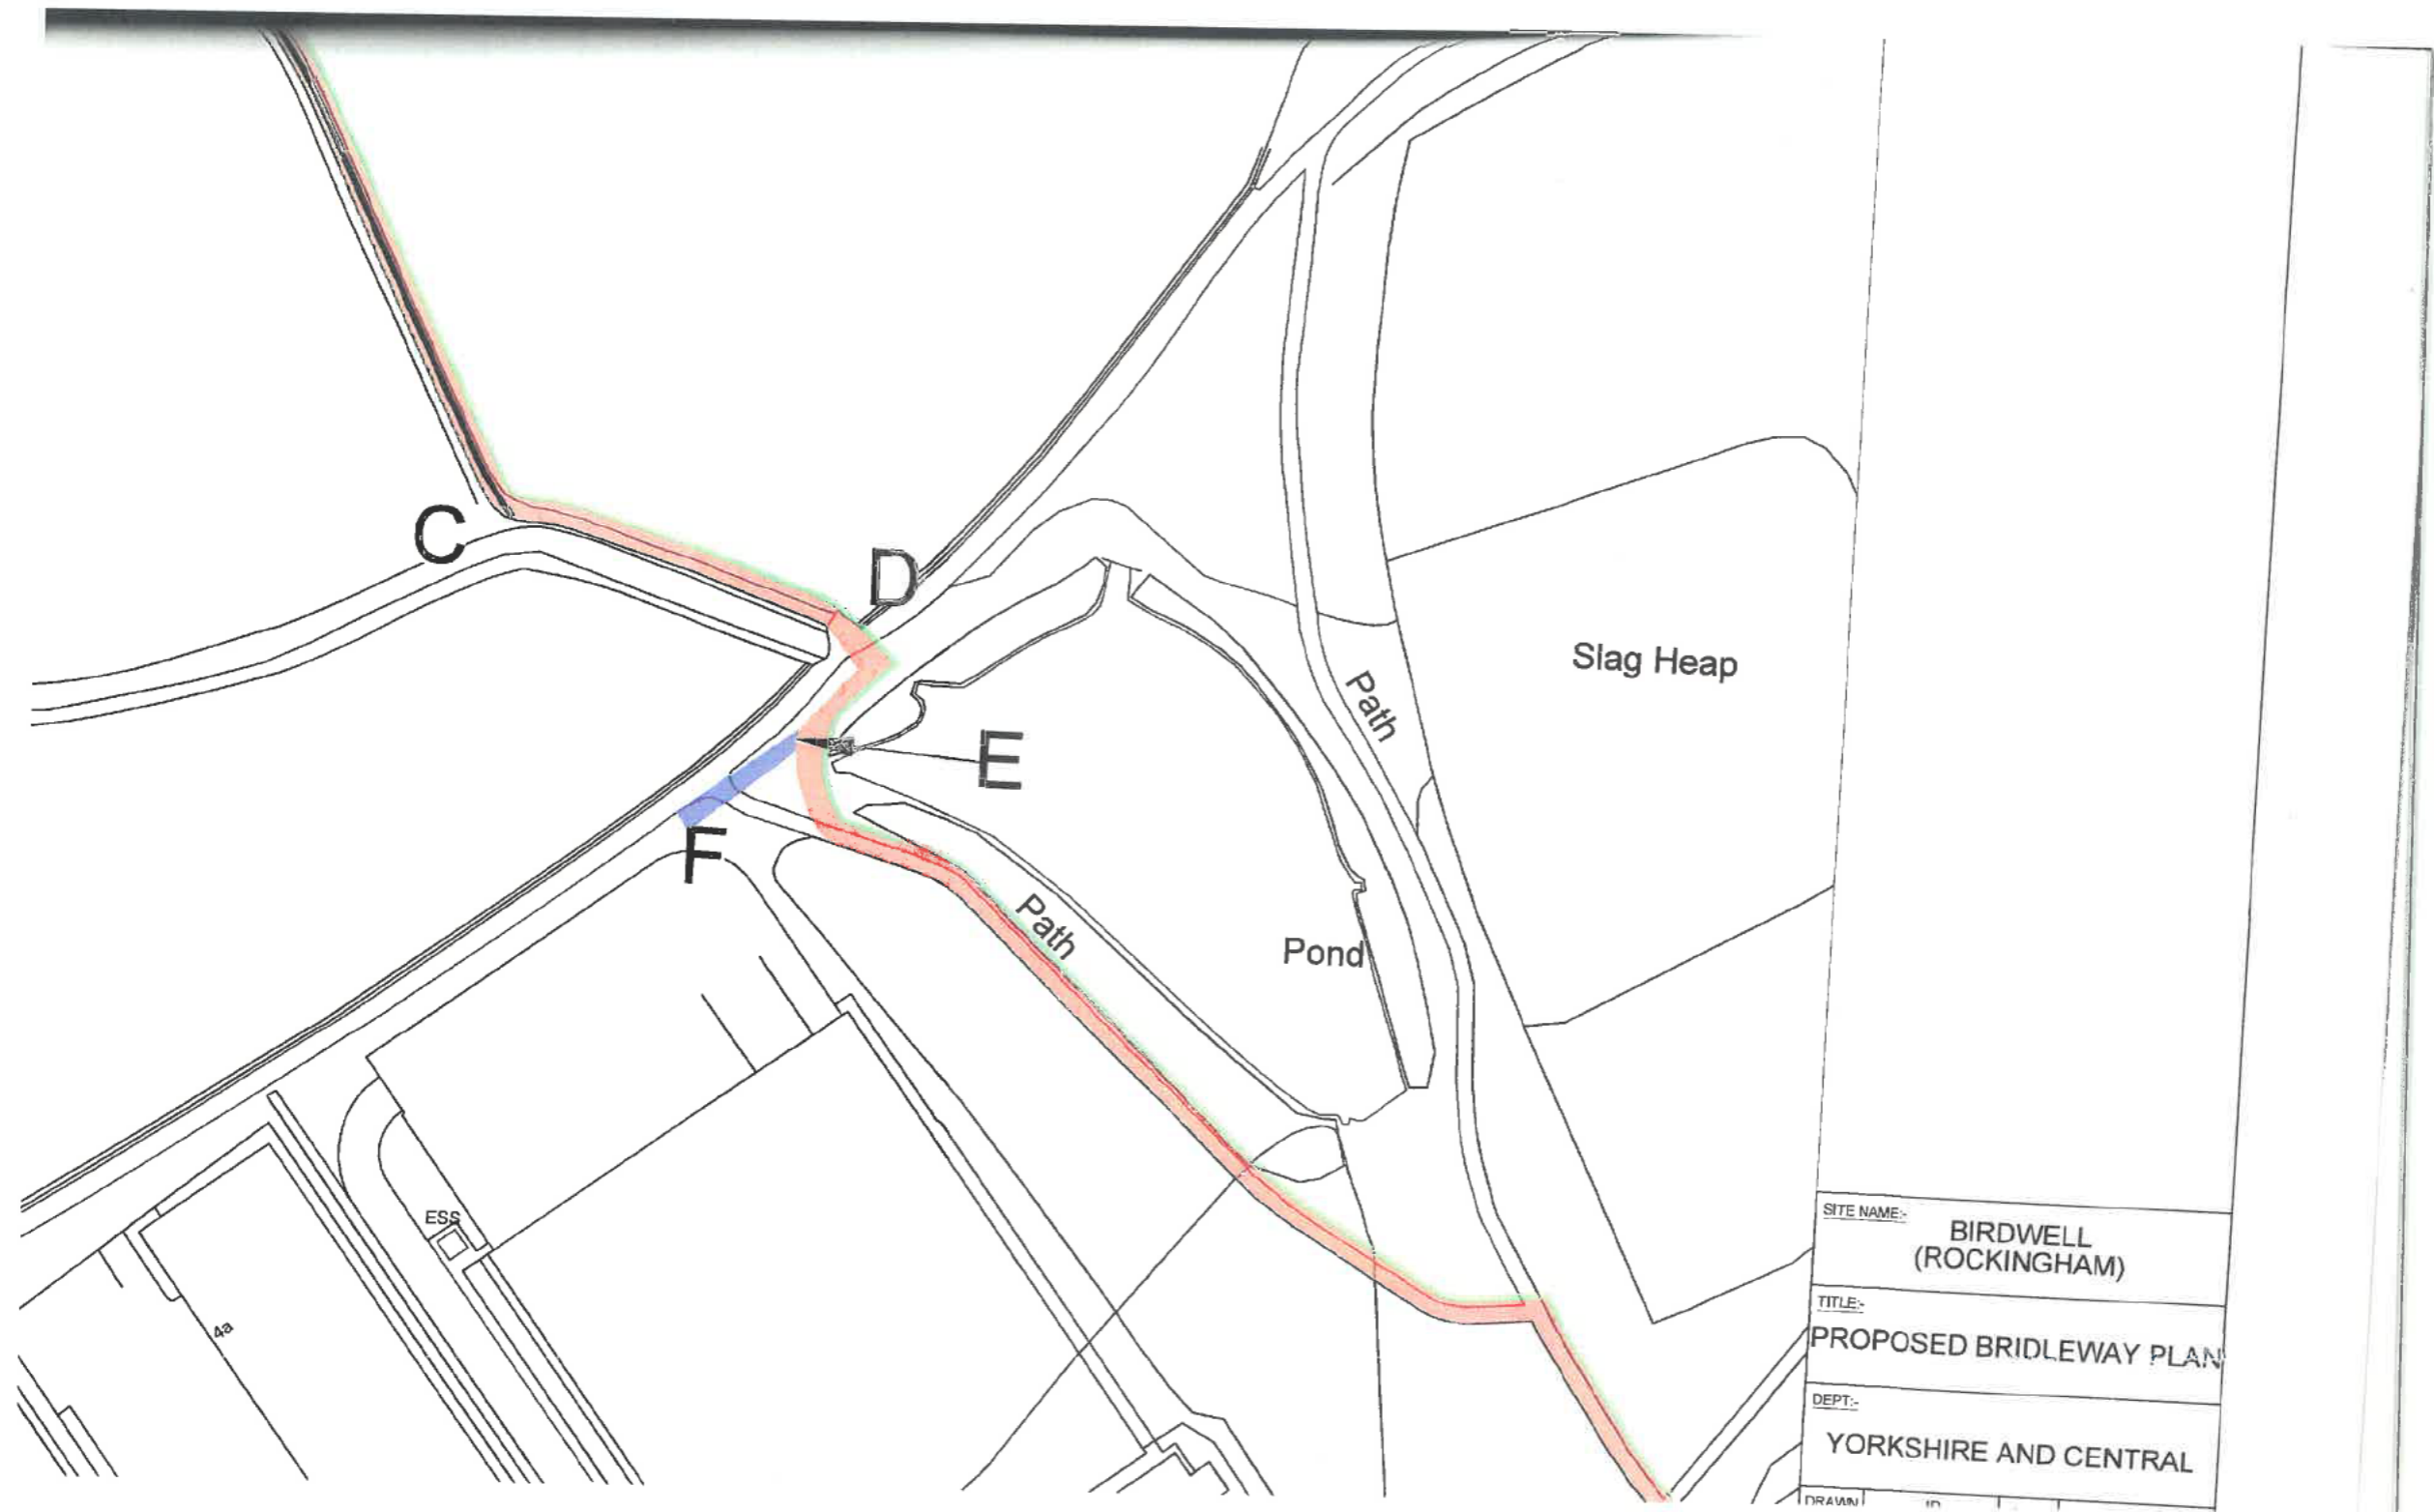 C
D
Slag Heap
Path
E
F
Path
Pond
ESS
4a
SITE NAME:-
BIRDWELL
(ROCKINGHAM)
TITLE:-
PROPOSED BRIDLEWAY PLAN
DEPT:-
YORKSHIRE AND CENTRAL
DRAWN